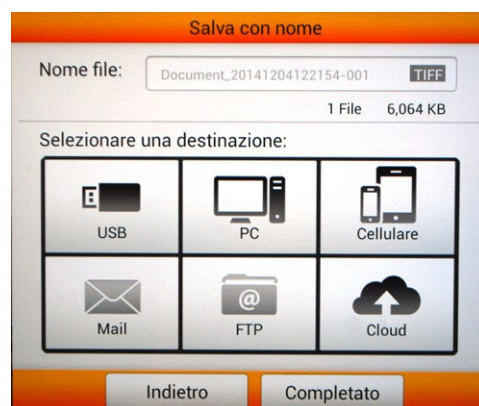 Salva con nome
Nome file: Document_20141204122154-001 TIFF
1 File 6,064 KB
Selezionare una destinazione:
USB PC Cellulare
Mail @ FTP Cloud
Indietro Completato